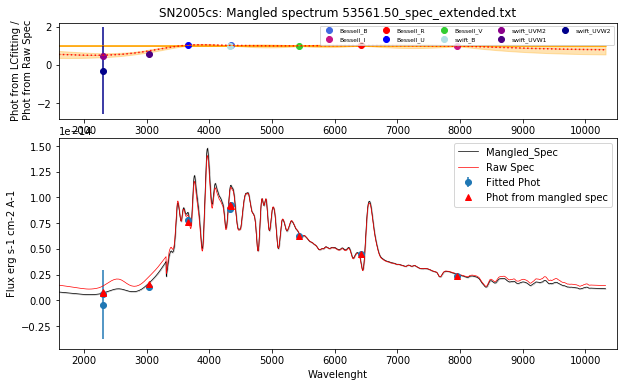 SN2005cs: Mangled spectrum 53561.50_spec_extended.txt
Phot from LCfitting /
Phot from Raw Spec
2
0
−2
Bessell_B Bessell_R Bessell_V swift_UVM2 swift_UVW2
Bessell_I Bessell_U swift_B swift_UVW1
2000 3000 4000 5000 6000 7000 8000 9000 10000
1e−14
Flux erg s-1 cm-2 A-1
1.50
1.25
1.00
0.75
0.50
0.25
0.00
−0.25
Mangled_Spec
Raw Spec
Fitted Phot
Phot from mangled spec
2000 3000 4000 5000 6000 7000 8000 9000 10000
Wavelenght